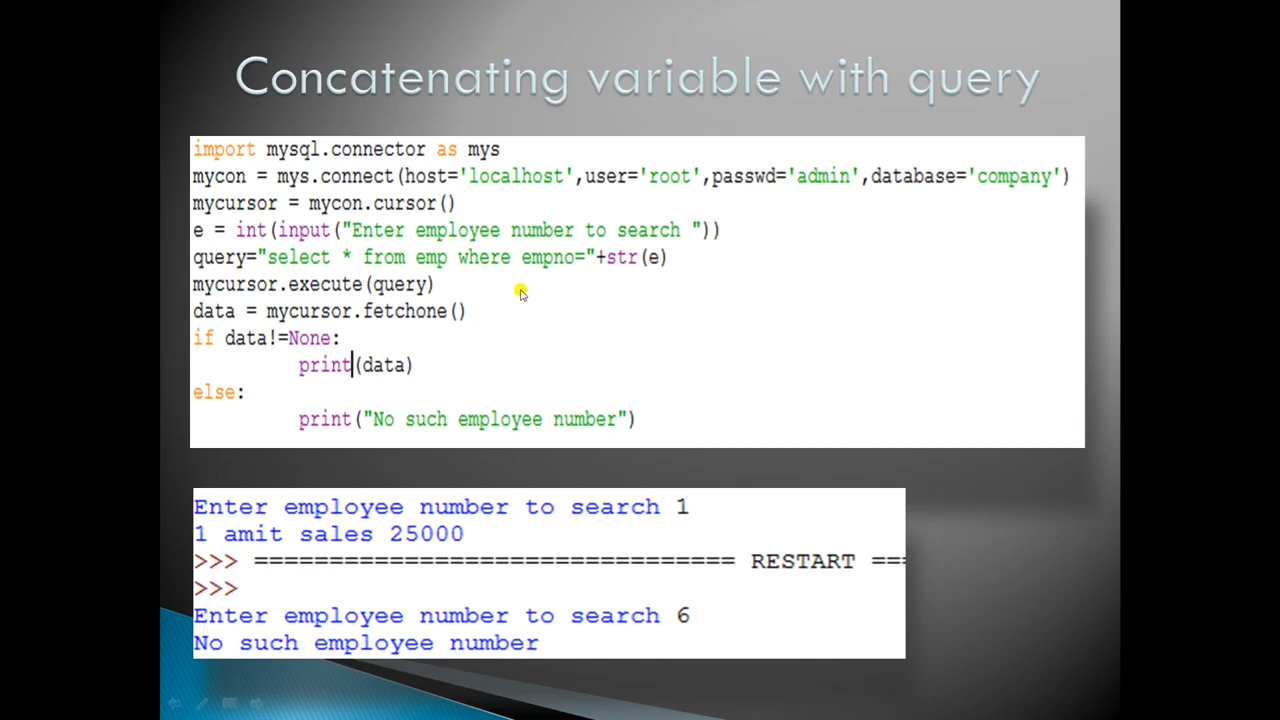 Concatenating variable with query
import mysql.connector as mys
mycon = mys.connect(host='localhost',user='root',passwd='admin',database='company')
mycursor = mycon.cursor()
e = int(input("Enter employee number to search "))
query="select * from emp where empno="+str(e)
mycursor.execute(query)
data = mycursor.fetchone()
if data!=None:
print(data)
else:
print("No such employee number")
Enter employee number to search 1
1 amit sales 25000
>>> ================================ RESTART ===
>>>
Enter employee number to search 6
No such employee number